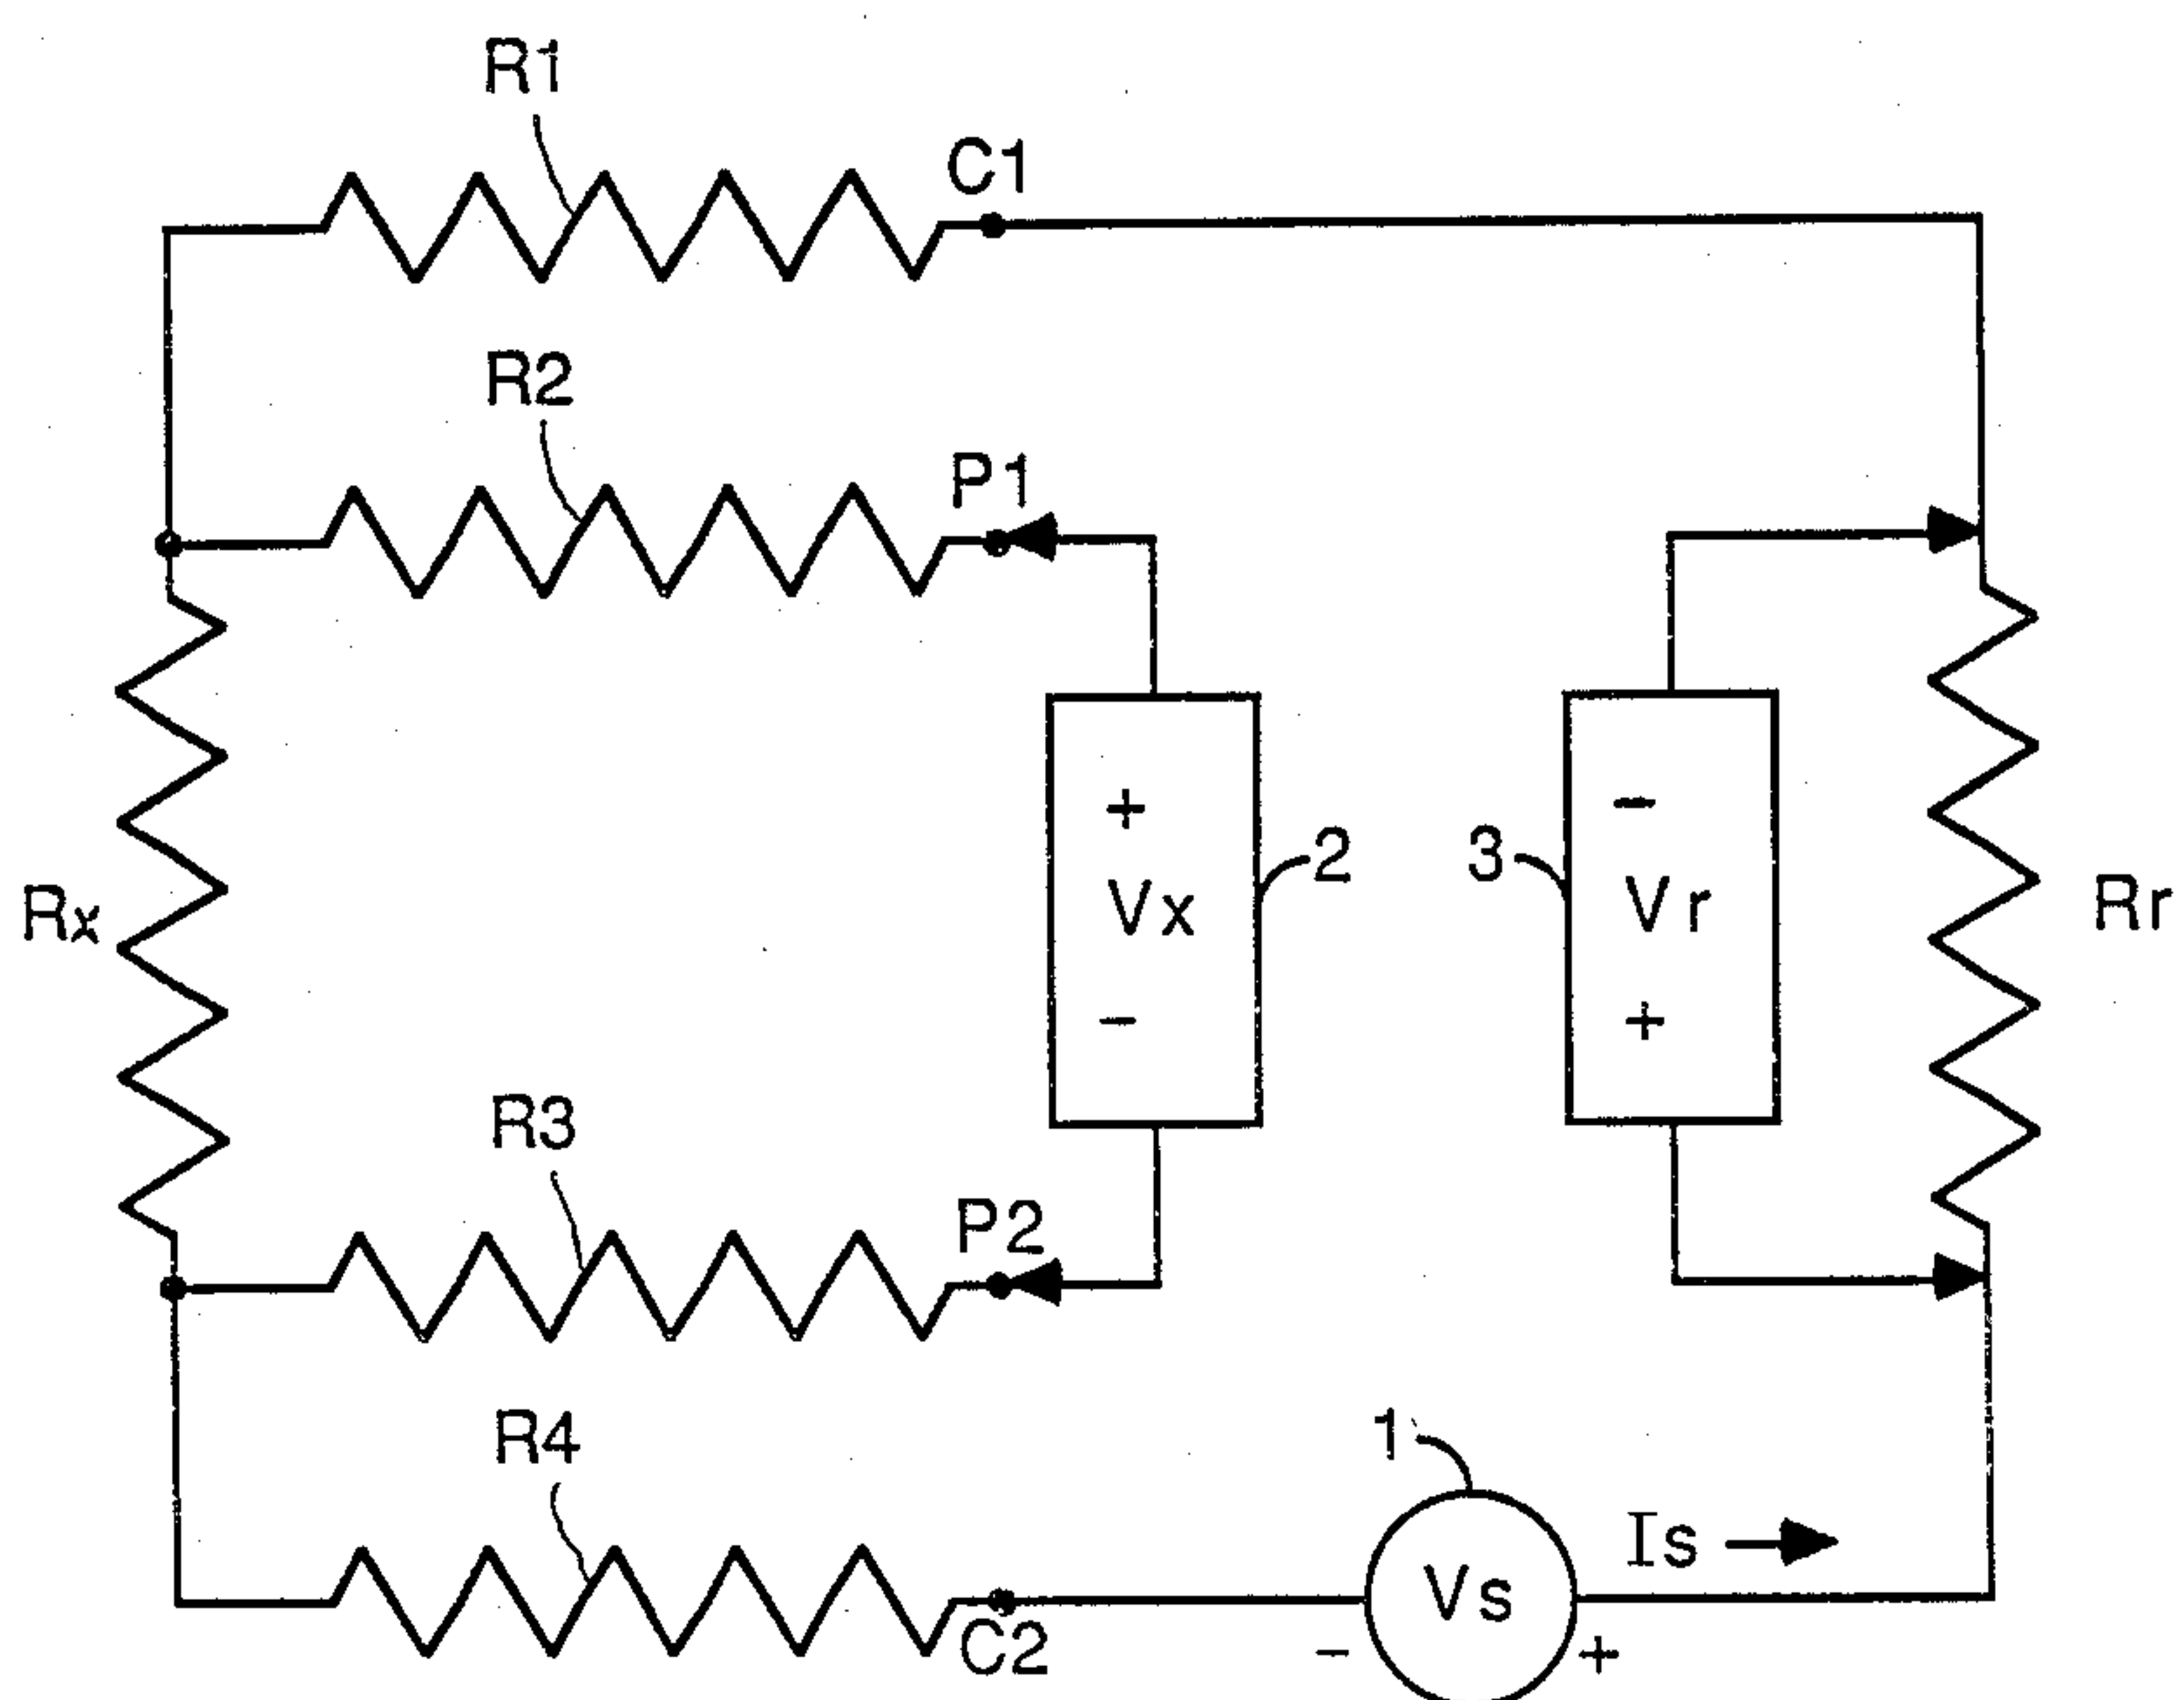 R1
C1
R2
P1
+
-
Rx
Vx
2
3
Vr
Rr
-
+
R3
P2
R4
1
Is
Vs
C2
-
+